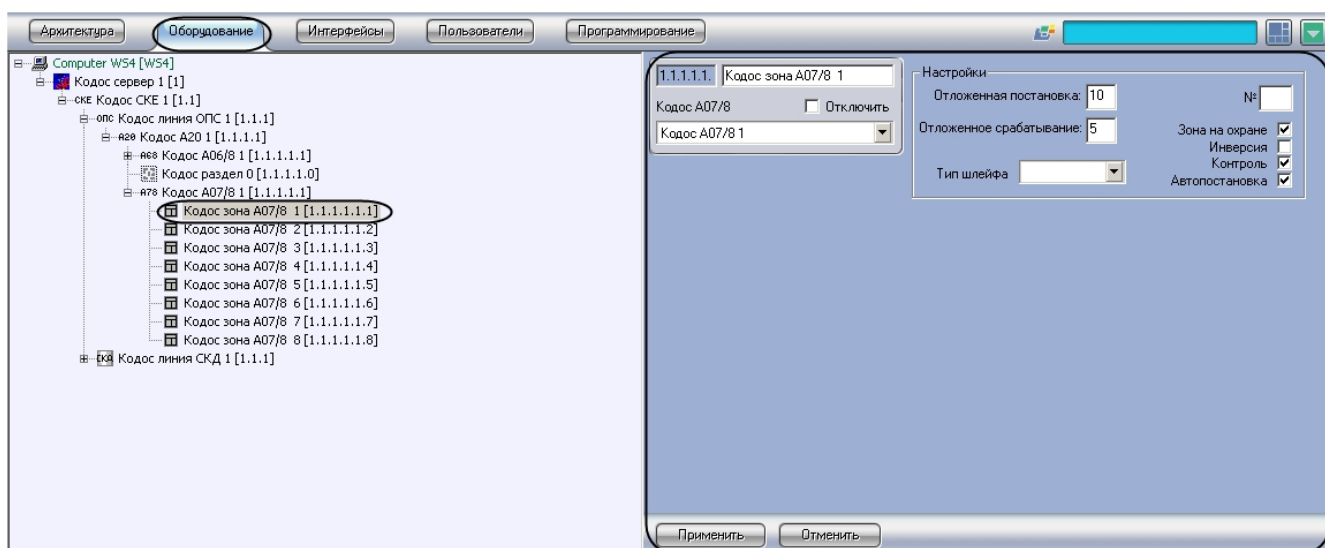 Архитектура Оборудование Интерфейсы Пользователи Программирование
Computer WS4 [WS4]
Кодос сервер 1 [1]
СКЕ Кодос СКЕ 1 [1.1]
ОПС Кодос линия ОПС 1 [1.1.1]
А20 Кодос А20 1 [1.1.1.1]
Кодос А06/8 1 [1.1.1.1.1]
Кодос раздел 0 [1.1.1.1.0]
А78 Кодос А07/8 1 [1.1.1.1.1]
Кодос зона А07/8 1 [1.1.1.1.1.1]
Кодос зона А07/8 2 [1.1.1.1.1.2]
Кодос зона А07/8 3 [1.1.1.1.1.3]
Кодос зона А07/8 4 [1.1.1.1.1.4]
Кодос зона А07/8 5 [1.1.1.1.1.5]
Кодос зона А07/8 6 [1.1.1.1.1.6]
Кодос зона А07/8 7 [1.1.1.1.1.7]
Кодос зона А07/8 8 [1.1.1.1.1.8]
СКД Кодос линия СКД 1 [1.1.1]
1.1.1.1.1. Кодос зона А07/8 1
Кодос А07/8 Отключить
Кодос А07/8 1
Настройки
Отложенная постановка: 10 №
Отложенное срабатывание: 5 Зона на охране
Инверсия
Контроль
Тип шлейфа Автопостановка
Применить Отменить